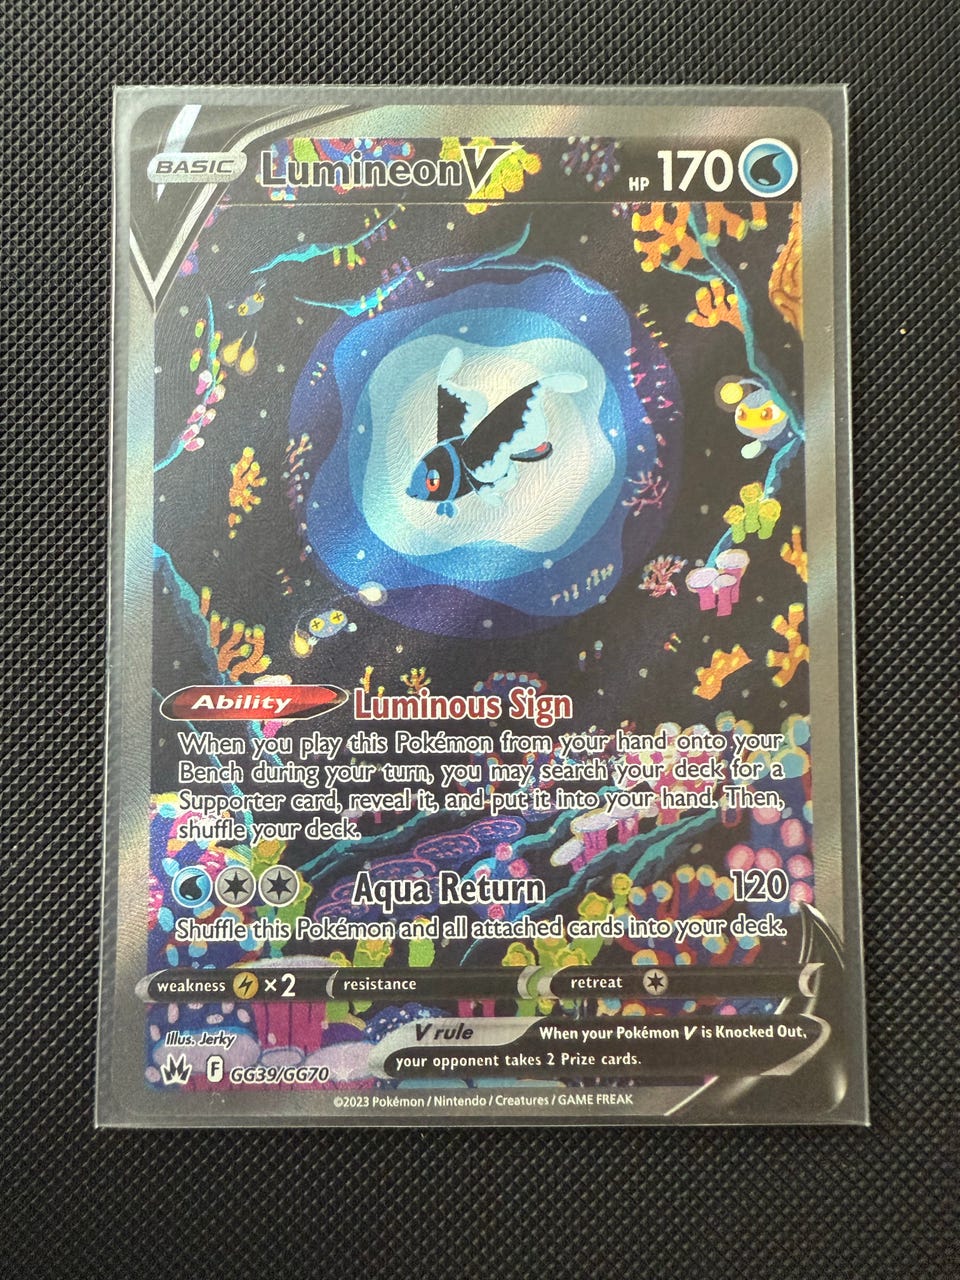 BASIC LumineonV HP 170
Ability Luminous Sign
When you play this Pokémon from your hand onto your
Bench during your turn, you may search your deck for a
Supporter card, reveal it, and put it into your hand. Then,
shuffle your deck.
Aqua Return 120
Shuffle this Pokémon and all attached cards into your deck.
weakness ×2 resistance retreat
Illus. Jerky
V rule When your Pokémon V is Knocked Out,
your opponent takes 2 Prize cards.
F GG39/GG70
©2023 Pokémon / Nintendo / Creatures / GAME FREAK